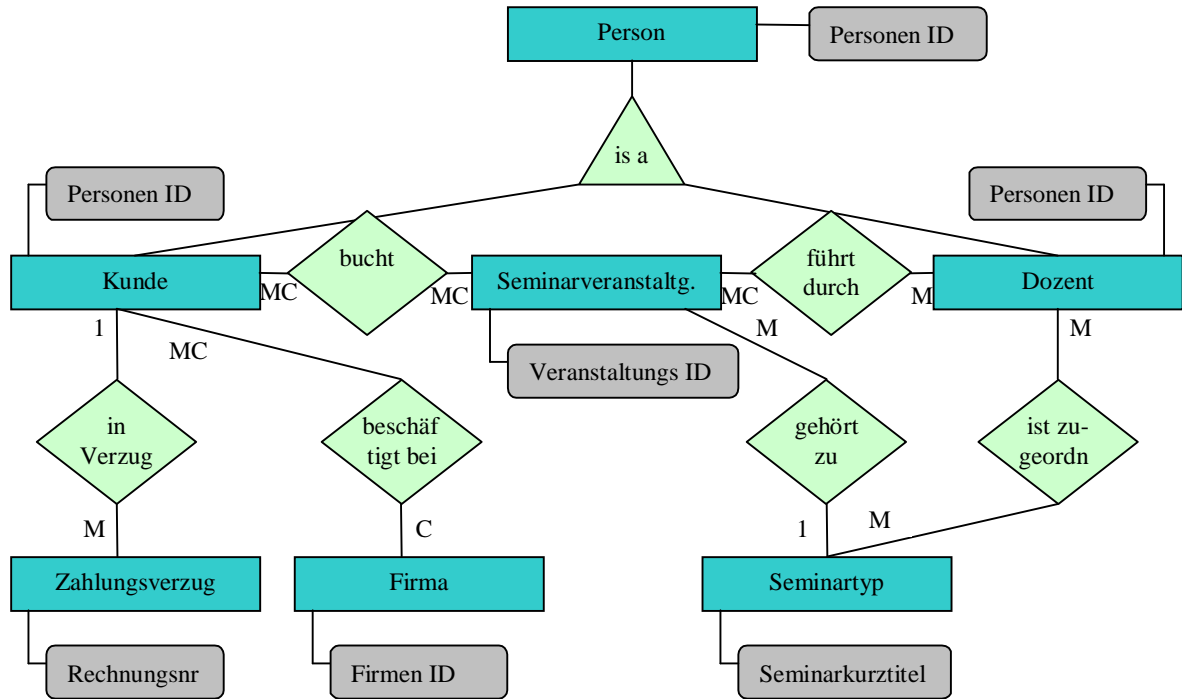 Person
Personen ID
is a
Personen ID
Personen ID
Kunde
bucht
Seminarveranstaltg.
führt
durch
Dozent
MC
MC
MC
M
1
MC
M
M
Veranstaltungs ID
in
Verzug
beschäf
tigt bei
gehört
zu
ist zu-
geordn
M
C
1
M
Zahlungsverzug
Firma
Seminartyp
Rechnungsnr
Firmen ID
Seminarkurztitel